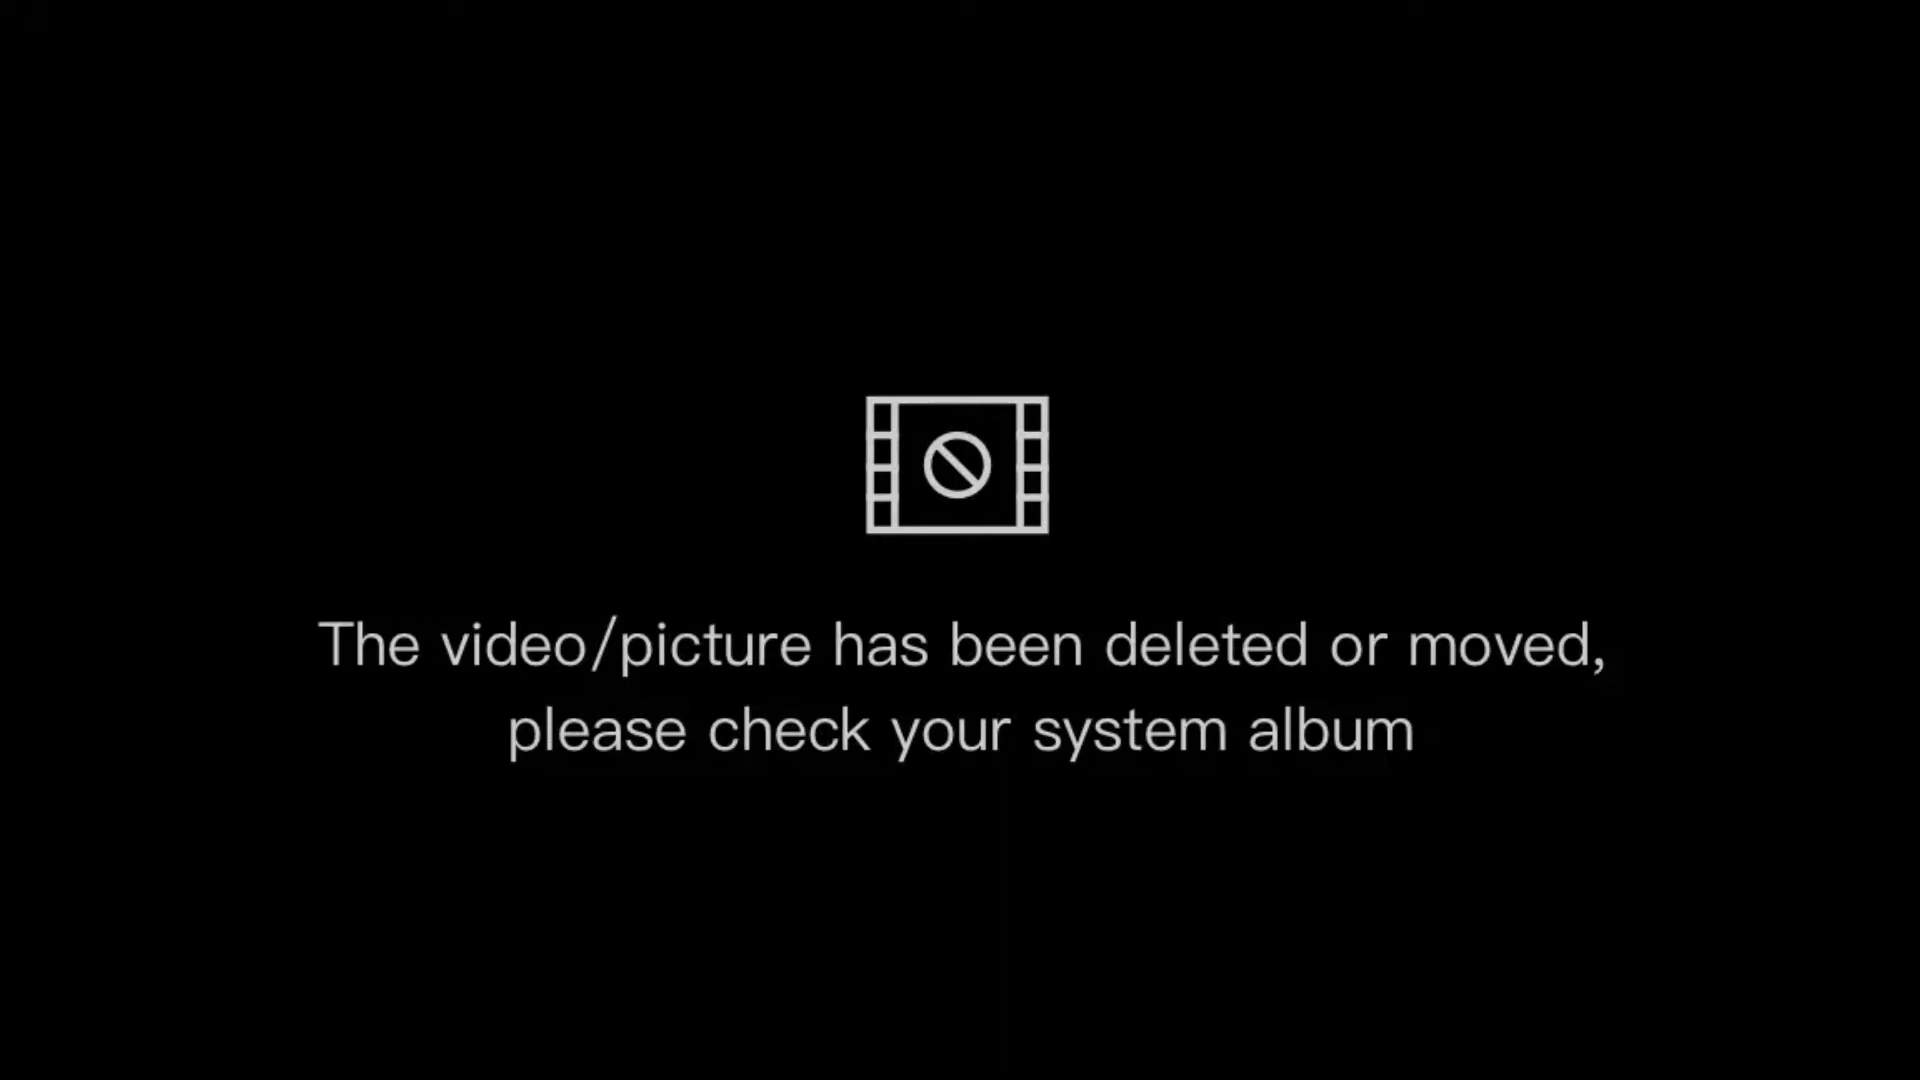 The video/picture has been deleted or moved,
please check your system album